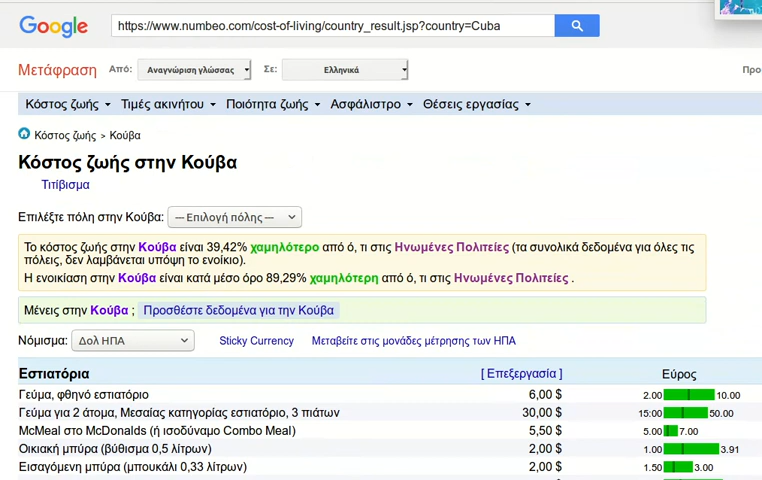 Google https://www.numbeo.com/cost-of-living/country_result.jsp?country=Cuba
Μετάφραση Από: Αναγνώριση γλώσσας Σε: Ελληνικά Προ
Κόστος ζωής Τιμές ακινήτου Ποιότητα ζωής Ασφάλιστρο Θέσεις εργασίας
Κόστος ζωής > Κούβα
Κόστος ζωής στην Κούβα
Τιτίβισμα
Επιλέξτε πόλη στην Κούβα: --- Επιλογή πόλης ---
Το κόστος ζωής στην Κούβα είναι 39,42% χαμηλότερο από ό, τι στις Ηνωμένες Πολιτείες (τα συνολικά δεδομένα για όλες τις
πόλεις, δεν λαμβάνεται υπόψη το ενοίκιο).
Η ενοικίαση στην Κούβα είναι κατά μέσο όρο 89,29% χαμηλότερη από ό, τι στις Ηνωμένες Πολιτείες .
Μένεις στην Κούβα ; Προσθέστε δεδομένα για την Κούβα
Νόμισμα: Δολ ΗΠΑ Sticky Currency Μεταβείτε στις μονάδες μέτρησης των ΗΠΑ
Εστιατόρια [ Επεξεργασία ] Εύρος
Γεύμα, φθηνό εστιατόριο 6,00 $ 2.00 10.00
Γεύμα για 2 άτομα, Μεσαίας κατηγορίας εστιατόριο, 3 πιάτων 30,00 $ 15:00 50.00
McMeal στο McDonalds (ή ισοδύναμο Combo Meal) 5,50 $ 5.00 7.00
Οικιακή μπύρα (βύθισμα 0,5 λίτρων) 2,00 $ 1.00 3.91
Εισαγόμενη μπύρα (μπουκάλι 0,33 λίτρων) 2,00 $ 1.50 3.00